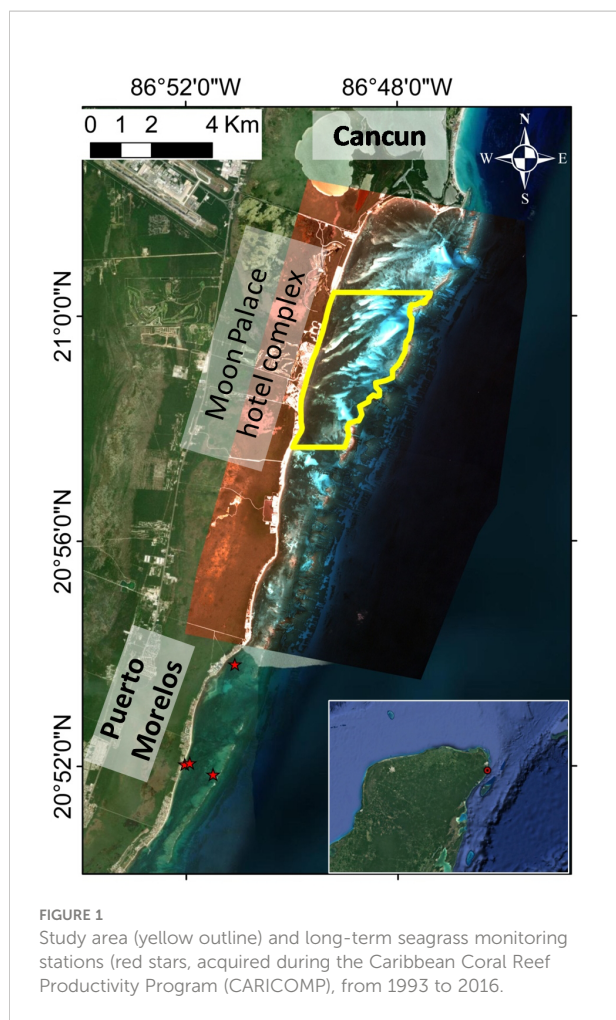 86°52'0"W 86°48'0"W
0 1 2 4 Km
Cancun
N
W E
S
Moon Palace
hotel complex
21°0'0"N
20°56'0"N
Puerto
Morelos
20°52'0"N
FIGURE 1
Study area (yellow outline) and long-term seagrass monitoring
stations (red stars, acquired during the Caribbean Coral Reef
Productivity Program (CARICOMP), from 1993 to 2016.